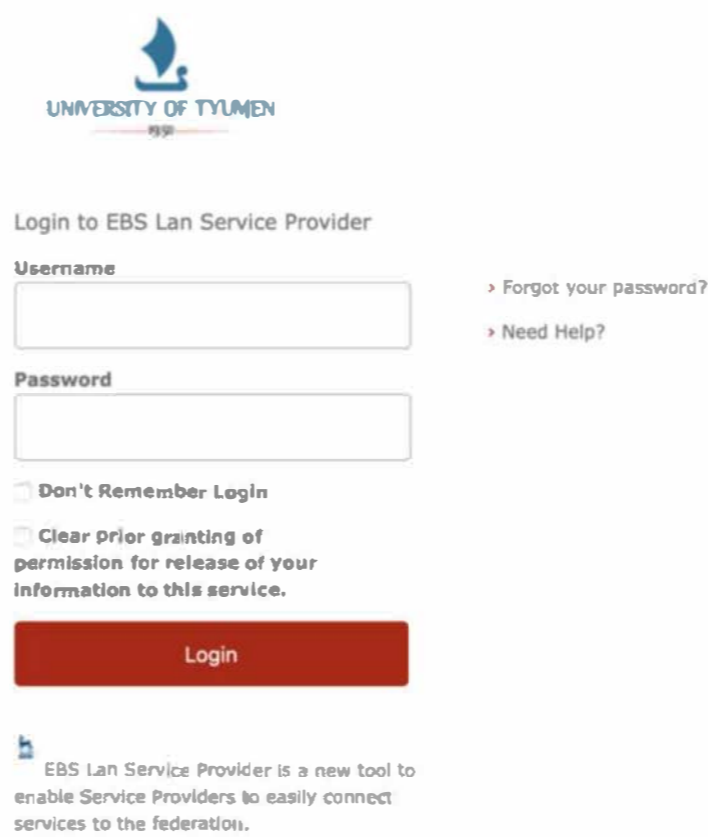 UNIVERSITY OF TYUMEN
1930
Login to EBS Lan Service Provider
Username
› Forgot your password?
› Need Help?
Password
Don't Remember Login
Clear prior granting of
permission for release of your
information to this service.
Login
EBS Lan Service Provider is a new tool to
enable Service Providers to easily connect
services to the federation.